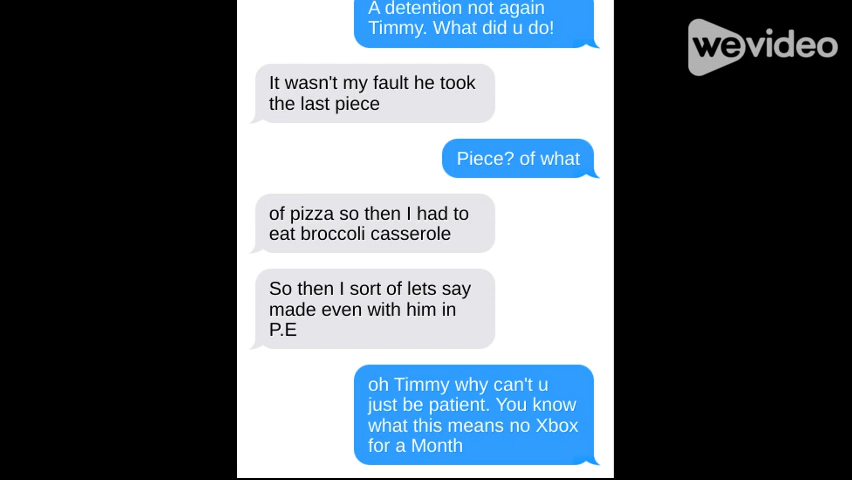 A detention not again
Timmy. What did u do!
wevideo
It wasn't my fault he took
the last piece
Piece? of what
of pizza so then I had to
eat broccoli casserole
So then I sort of lets say
made even with him in
P.E
oh Timmy why can't u
just be patient. You know
what this means no Xbox
for a Month